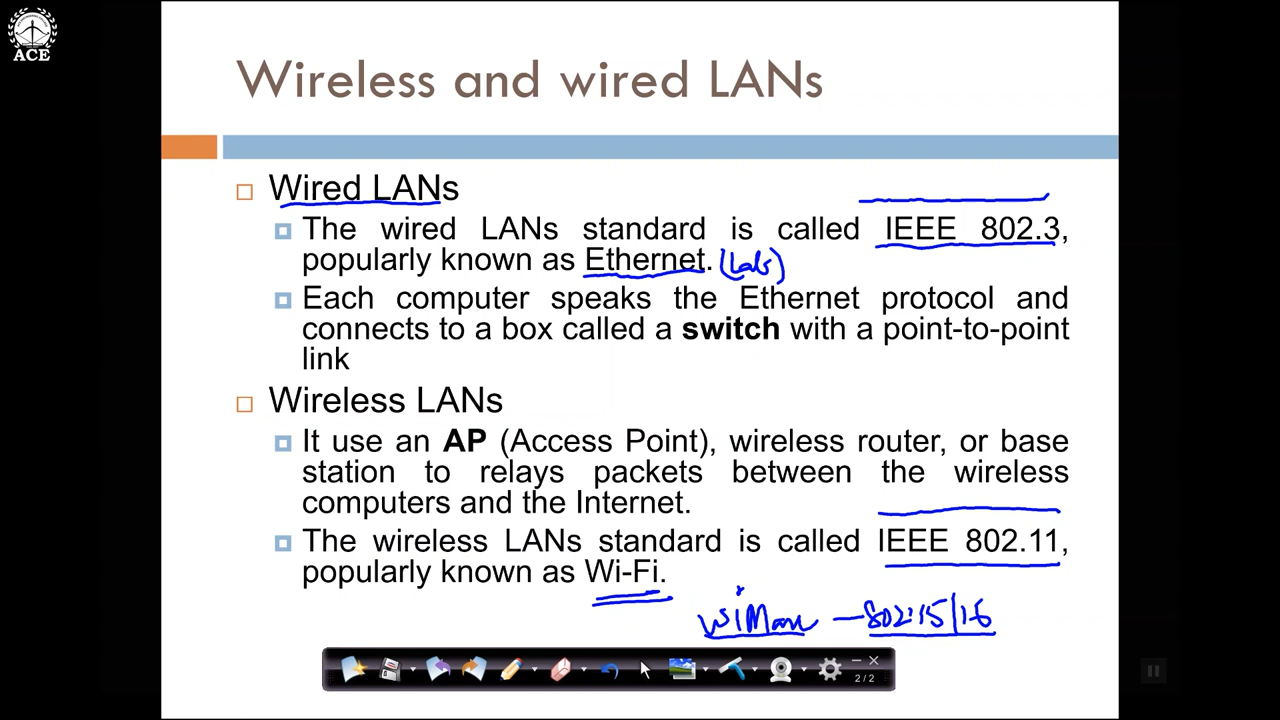 ACE
Wireless and wired LANs
Wired LANs
The wired LANs standard is called IEEE 802.3,
popularly known as Ethernet. (Lab's)
Each computer speaks the Ethernet protocol and
connects to a box called a switch with a point-to-point
link
Wireless LANs
It use an AP (Access Point), wireless router, or base
station to relays packets between the wireless
computers and the Internet.
The wireless LANs standard is called IEEE 802.11,
popularly known as Wi-Fi.
WiMax — 802.15/16
2/2